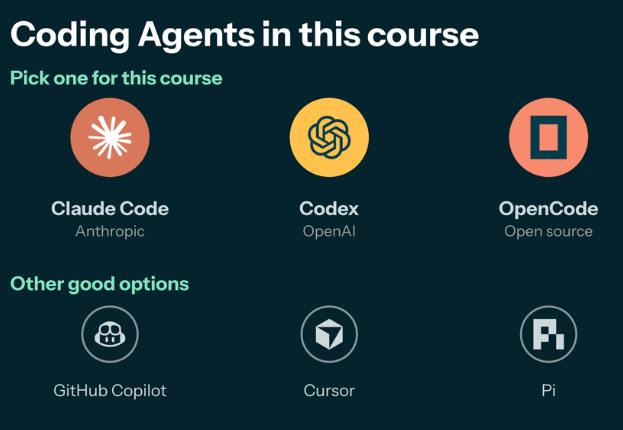 Coding Agents in this course
Pick one for this course
Claude Code
Codex
OpenCode
Anthropic
OpenAI
Open source
Other good options
GitHub Copilot
Cursor
Pi